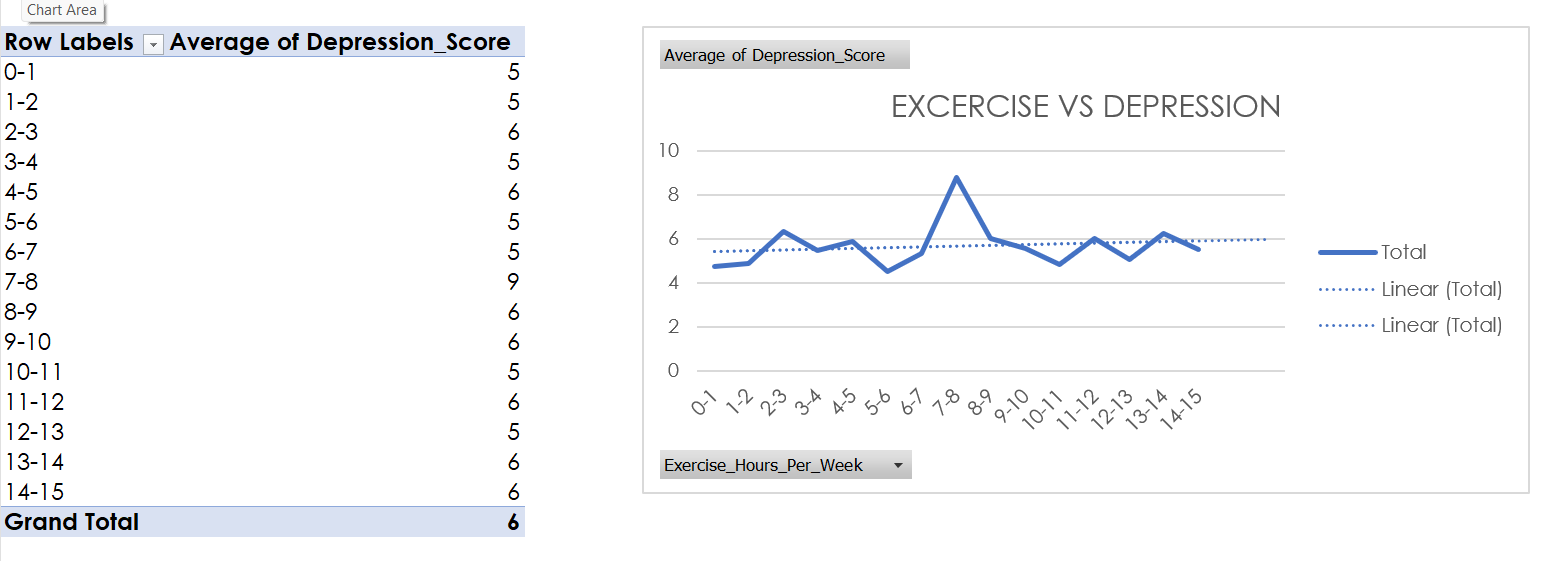 Chart Area
Row Labels Average of Depression_Score
0-1 5
1-2 5
2-3 6
3-4 5
4-5 6
5-6 5
6-7 5
7-8 9
8-9 6
9-10 6
10-11 5
11-12 6
12-13 5
13-14 6
14-15 6
Grand Total 6
Average of Depression_Score
EXCERCISE VS DEPRESSION
10
8
6
4
2
0
0-1 1-2 2-3 3-4 4-5 5-6 6-7 7-8 8-9 9-10 10-11 11-12 12-13 13-14 14-15
Total
Linear (Total)
Linear (Total)
Exercise_Hours_Per_Week